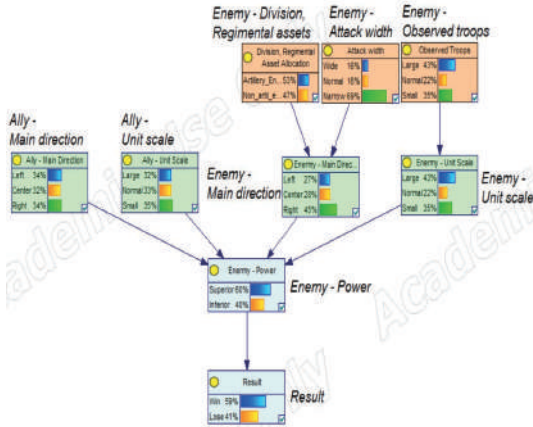 Enemy - Division,
Regimental assets
Enemy -
Attack width
Enemy -
Observed troops
Division, Regimental
Asset Allocation
Artilery_En... 53%
Non_arti_e... 47%
Attack width
Wide 16%
Normal 16%
Narrow 69%
Observed Troops
Large 43%
Normal 22%
Small 35%
Ally -
Main direction
Ally -
Unit scale
Ally - Main Direction
Left 34%
Center 32%
Right 34%
Ally - Unit Scale
Large 32%
Normal 33%
Small 35%
Enemy -
Main direction
Enermy - Main Direc...
Left 27%
Center 28%
Right 45%
Enermy - Unit Scale
Large 43%
Normal 22%
Small 35%
Enemy -
Unit scale
Enermy - Power
Superior 60%
Inferior 40%
Enemy - Power
Result
Win 59%
Lose 41%
Result